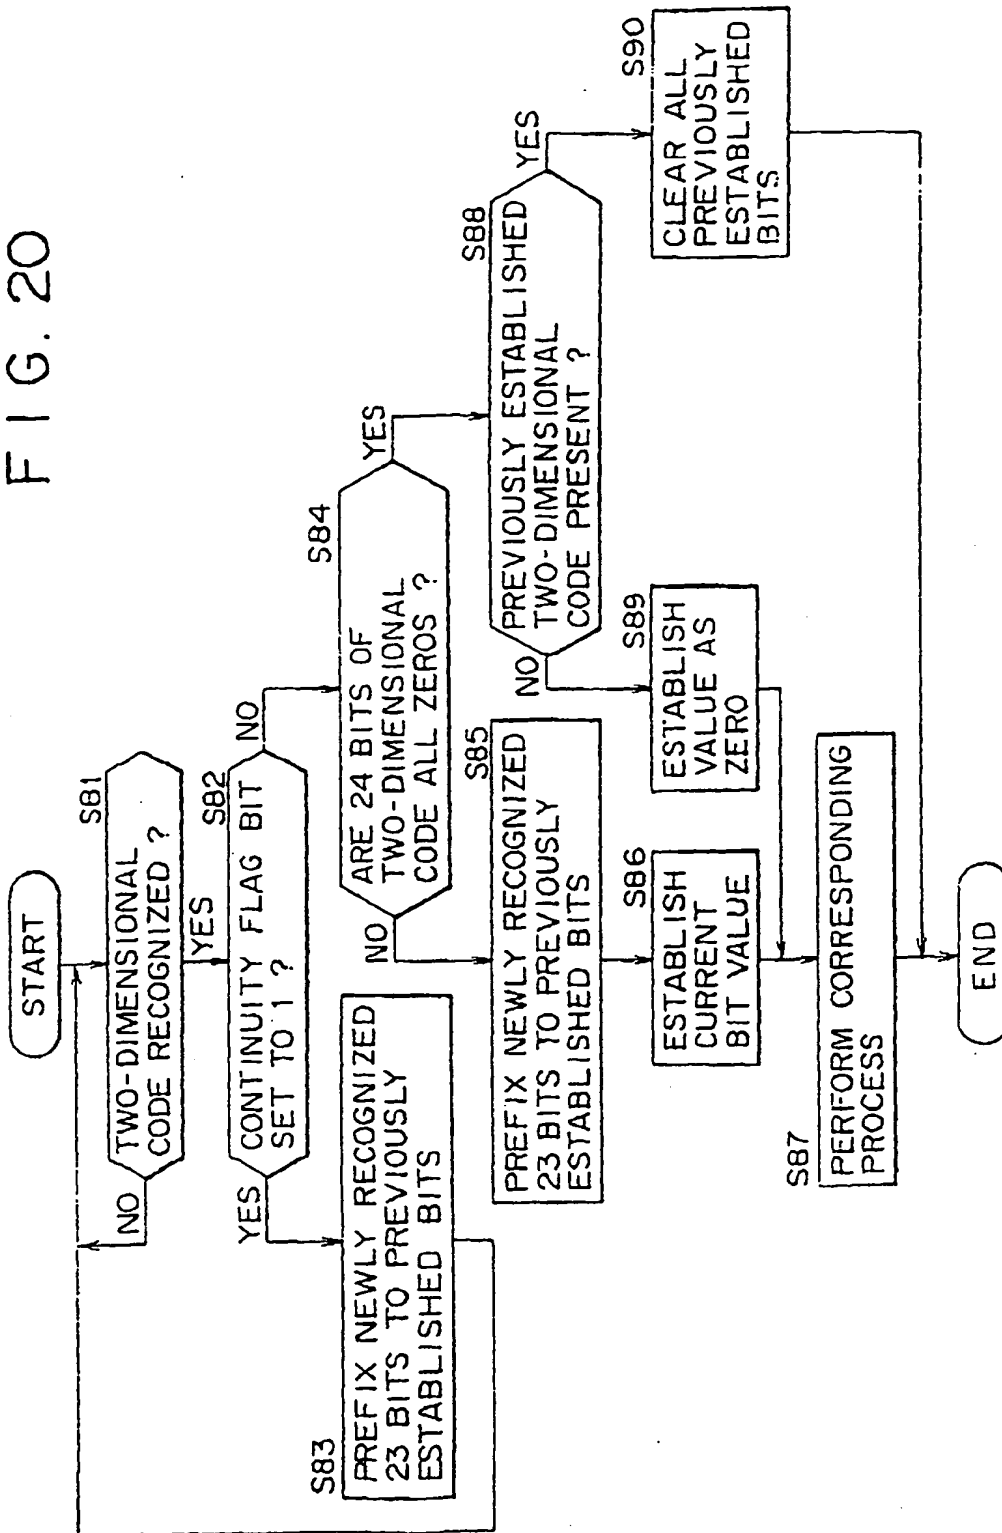 FIG. 20
START
S81
TWO-DIMENSIONAL
CODE RECOGNIZED ?
NO
YES
S82
CONTINUITY FLAG BIT
SET TO 1 ?
YES
NO
S83
PREFIX NEWLY RECOGNIZED
23 BITS TO PREVIOUSLY
ESTABLISHED BITS
S84
ARE 24 BITS OF
TWO-DIMENSIONAL
CODE ALL ZEROS ?
NO
YES
S85
PREFIX NEWLY RECOGNIZED
23 BITS TO PREVIOUSLY
ESTABLISHED BITS
S88
PREVIOUSLY ESTABLISHED
TWO-DIMENSIONAL
CODE PRESENT ?
NO
YES
S86
ESTABLISH
CURRENT
BIT VALUE
S89
ESTABLISH
VALUE AS
ZERO
S90
CLEAR ALL
PREVIOUSLY
ESTABLISHED
BITS
S87
PERFORM CORRESPONDING
PROCESS
END